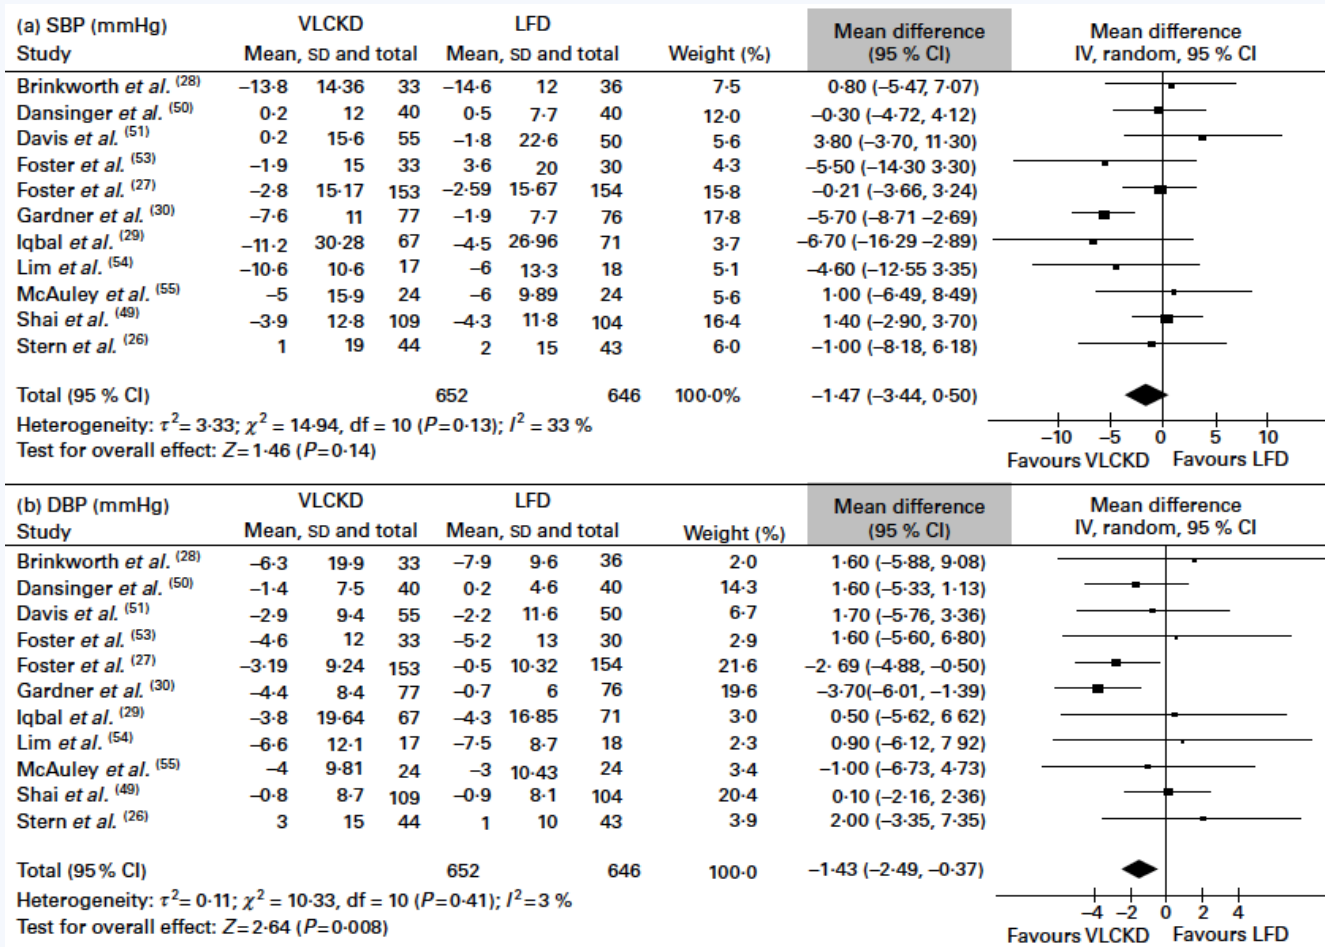 (a) SBP (mmHg) VLCKD LFD Mean difference Mean difference
Study Mean, SD and total Mean, SD and total Weight (%) (95 % CI) IV, random, 95 % CI
Brinkworth et al. (28) −13·8 14·36 33 −14·6 12 36 7·5 0·80 (−5·47, 7·07)
Dansinger et al. (50) 0·2 12 40 0·5 7·7 40 12·0 −0·30 (−4·72, 4·12)
Davis et al. (51) 0·2 15·6 55 −1·8 22·6 50 5·6 3·80 (−3·70, 11·30)
Foster et al. (53) −1·9 15 33 3·6 20 30 4·3 −5·50 (−14·30 3·30)
Foster et al. (27) −2·8 15·17 153 −2·59 15·67 154 15·8 −0·21 (−3·66, 3·24)
Gardner et al. (30) −7·6 11 77 −1·9 7·7 76 17·8 −5·70 (−8·71 −2·69)
Iqbal et al. (29) −11·2 30·28 67 −4·5 26·96 71 3·7 −6·70 (−16·29 −2·89)
Lim et al. (54) −10·6 10·6 17 −6 13·3 18 5·1 −4·60 (−12·55 3·35)
McAuley et al. (55) −5 15·9 24 −6 9·89 24 5·6 1·00 (−6·49, 8·49)
Shai et al. (49) −3·9 12·8 109 −4·3 11·8 104 16·4 1·40 (−2·90, 3·70)
Stern et al. (26) 1 19 44 2 15 43 6·0 −1·00 (−8·18, 6·18)
Total (95 % CI) 652 646 100·0% −1·47 (−3·44, 0·50)
Heterogeneity: τ²= 3·33; χ² = 14·94, df = 10 (P=0·13); I² = 33 %
Test for overall effect: Z=1·46 (P=0·14)
−10 −5 0 5 10
Favours VLCKD Favours LFD
(b) DBP (mmHg) VLCKD LFD Mean difference Mean difference
Study Mean, SD and total Mean, SD and total Weight (%) (95 % CI) IV, random, 95 % CI
Brinkworth et al. (28) −6·3 19·9 33 −7·9 9·6 36 2·0 1·60 (−5·88, 9·08)
Dansinger et al. (50) −1·4 7·5 40 0·2 4·6 40 14·3 1·60 (−5·33, 1·13)
Davis et al. (51) −2·9 9·4 55 −2·2 11·6 50 6·7 1·70 (−5·76, 3·36)
Foster et al. (53) −4·6 12 33 −5·2 13 30 2·9 1·60 (−5·60, 6·80)
Foster et al. (27) −3·19 9·24 153 −0·5 10·32 154 21·6 −2· 69 (−4·88, −0·50)
Gardner et al. (30) −4·4 8·4 77 −0·7 6 76 19·6 −3·70(−6·01, −1·39)
Iqbal et al. (29) −3·8 19·64 67 −4·3 16·85 71 3·0 0·50 (−5·62, 6 62)
Lim et al. (54) −6·6 12·1 17 −7·5 8·7 18 2·3 0·90 (−6·12, 7 92)
McAuley et al. (55) −4 9·81 24 −3 10·43 24 3·4 −1·00 (−6·73, 4·73)
Shai et al. (49) −0·8 8·7 109 −0·9 8·1 104 20·4 0·10 (−2·16, 2·36)
Stern et al. (26) 3 15 44 1 10 43 3·9 2·00 (−3·35, 7·35)
Total (95 % CI) 652 646 100·0 −1·43 (−2·49, −0·37)
Heterogeneity: τ²= 0·11; χ² = 10·33, df = 10 (P=0·41); I²=3 %
Test for overall effect: Z=2·64 (P=0·008)
−4 −2 0 2 4
Favours VLCKD Favours LFD